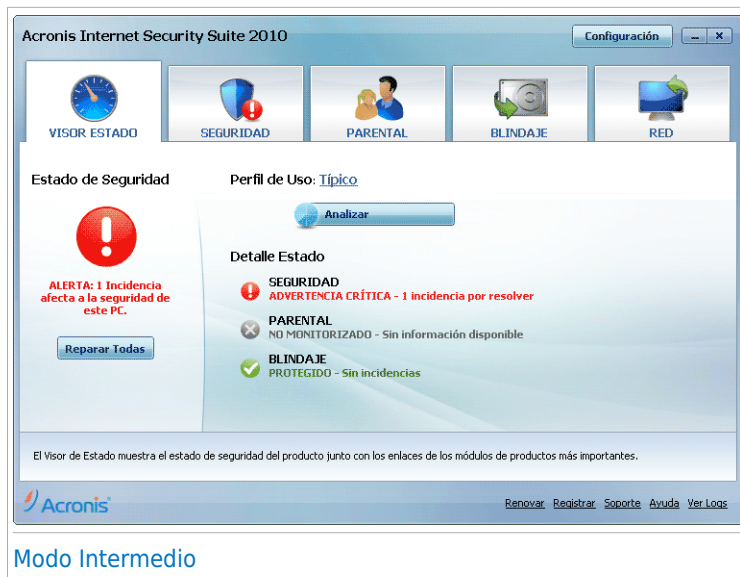 Acronis Internet Security Suite 2010
Configuración
VISOR ESTADO
SEGURIDAD
PARENTAL
BLINDAJE
RED
Estado de Seguridad
ALERTA: 1 Incidencia
afecta a la seguridad de
este PC.
Reparar Todas
Perfil de Uso: Típico
Analizar
Detalle Estado
SEGURIDAD
ADVERTENCIA CRÍTICA - 1 incidencia por resolver
PARENTAL
NO MONITORIZADO - Sin información disponible
BLINDAJE
PROTEGIDO - Sin incidencias
El Visor de Estado muestra el estado de seguridad del producto junto con los enlaces de los módulos de productos más importantes.
Acronis
Renovar Registrar Soporte Ayuda Ver Logs
Modo Intermedio